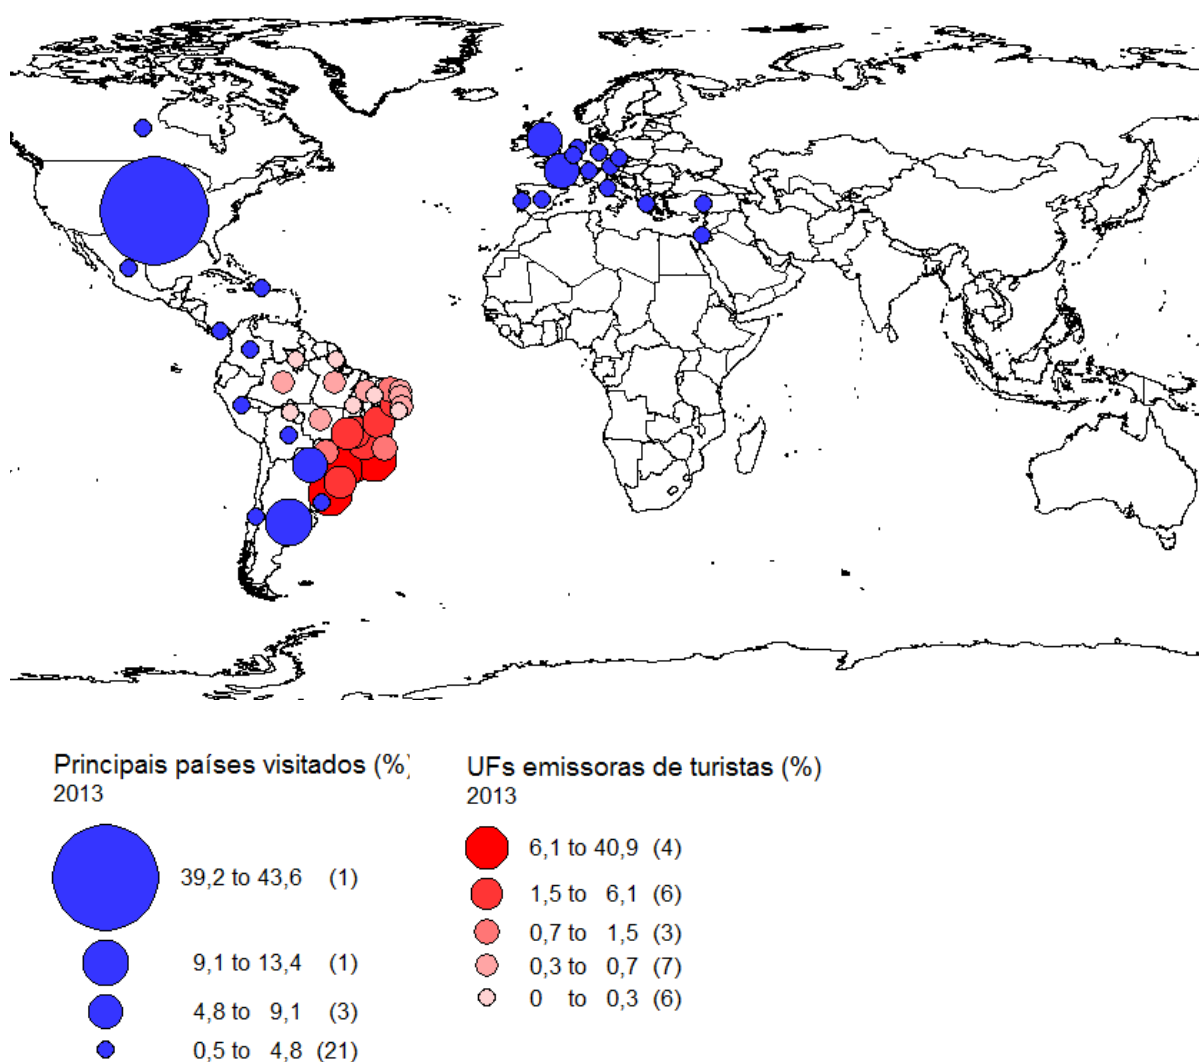 Principais países visitados (%)
2013
39,2 to 43,6 (1)
9,1 to 13,4 (1)
4,8 to 9,1 (3)
0,5 to 4,8 (21)
UFs emissoras de turistas (%)
2013
6,1 to 40,9 (4)
1,5 to 6,1 (6)
0,7 to 1,5 (3)
0,3 to 0,7 (7)
0 to 0,3 (6)